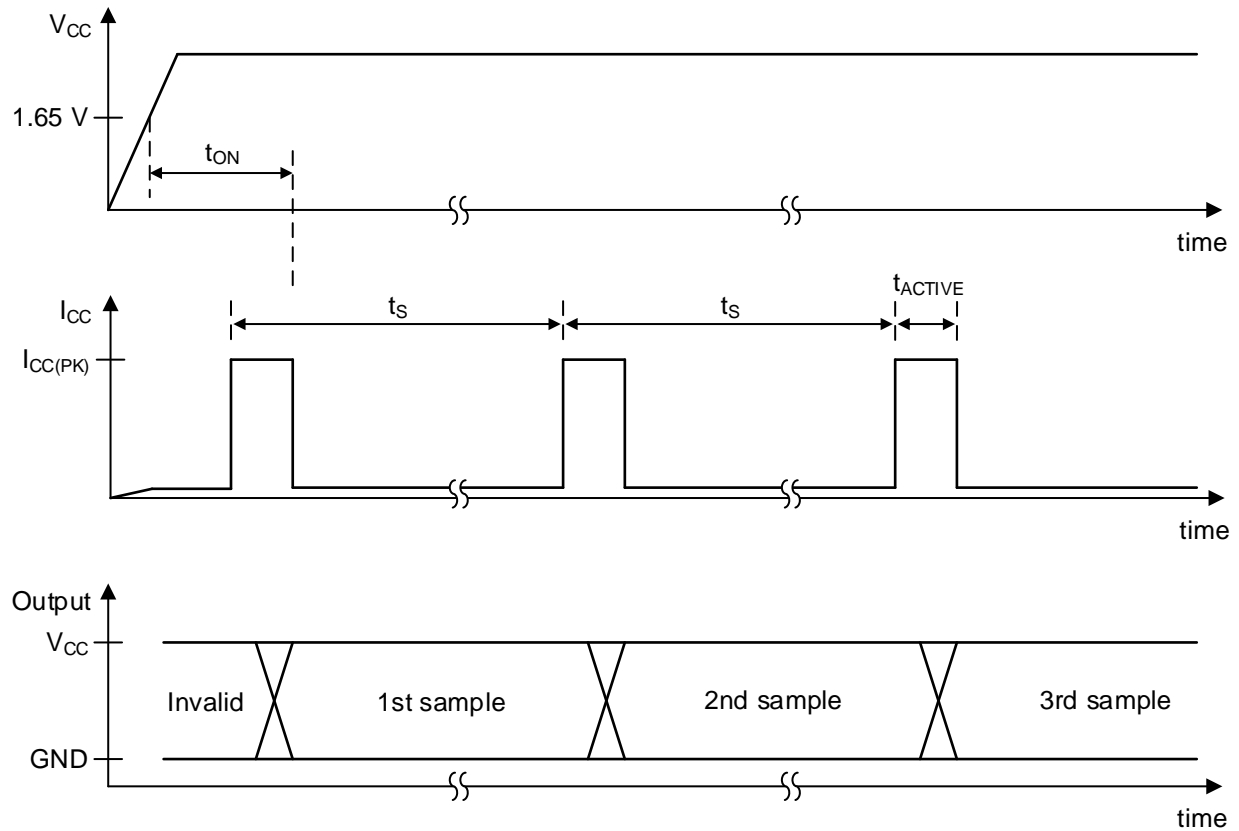 VCC
1.65 V
tON
time
ICC
tS
tS
tACTIVE
ICC(PK)
time
Output
VCC
Invalid
1st sample
2nd sample
3rd sample
GND
time